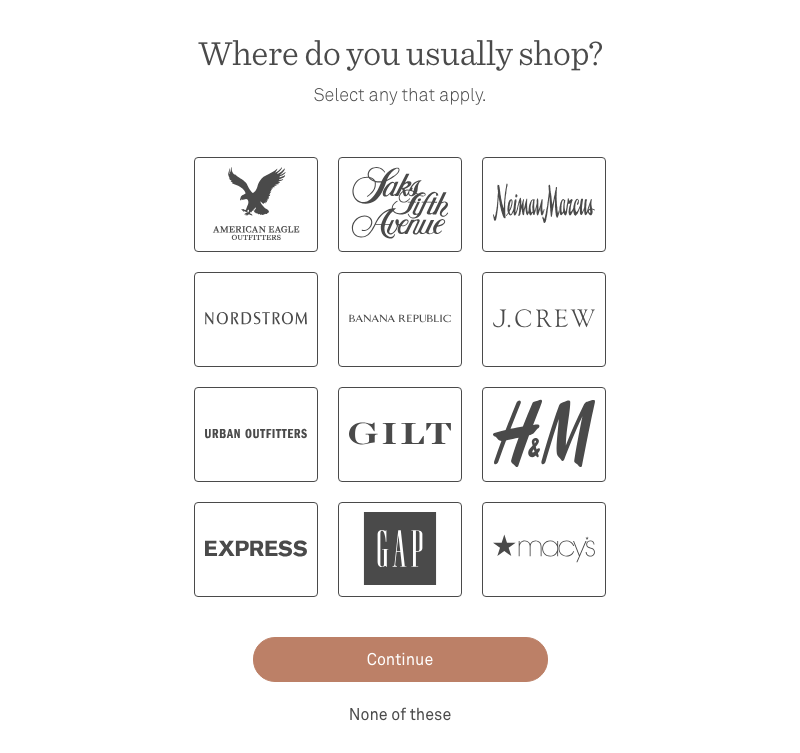 Where do you usually shop?
Select any that apply.
AMERICAN EAGLE
OUTFITTERS
Saks
Fifth
Avenue
Neiman Marcus
NORDSTROM
BANANA REPUBLIC
J.CREW
URBAN OUTFITTERS
GILT
H&M
EXPRESS
GAP
macy's
Continue
None of these